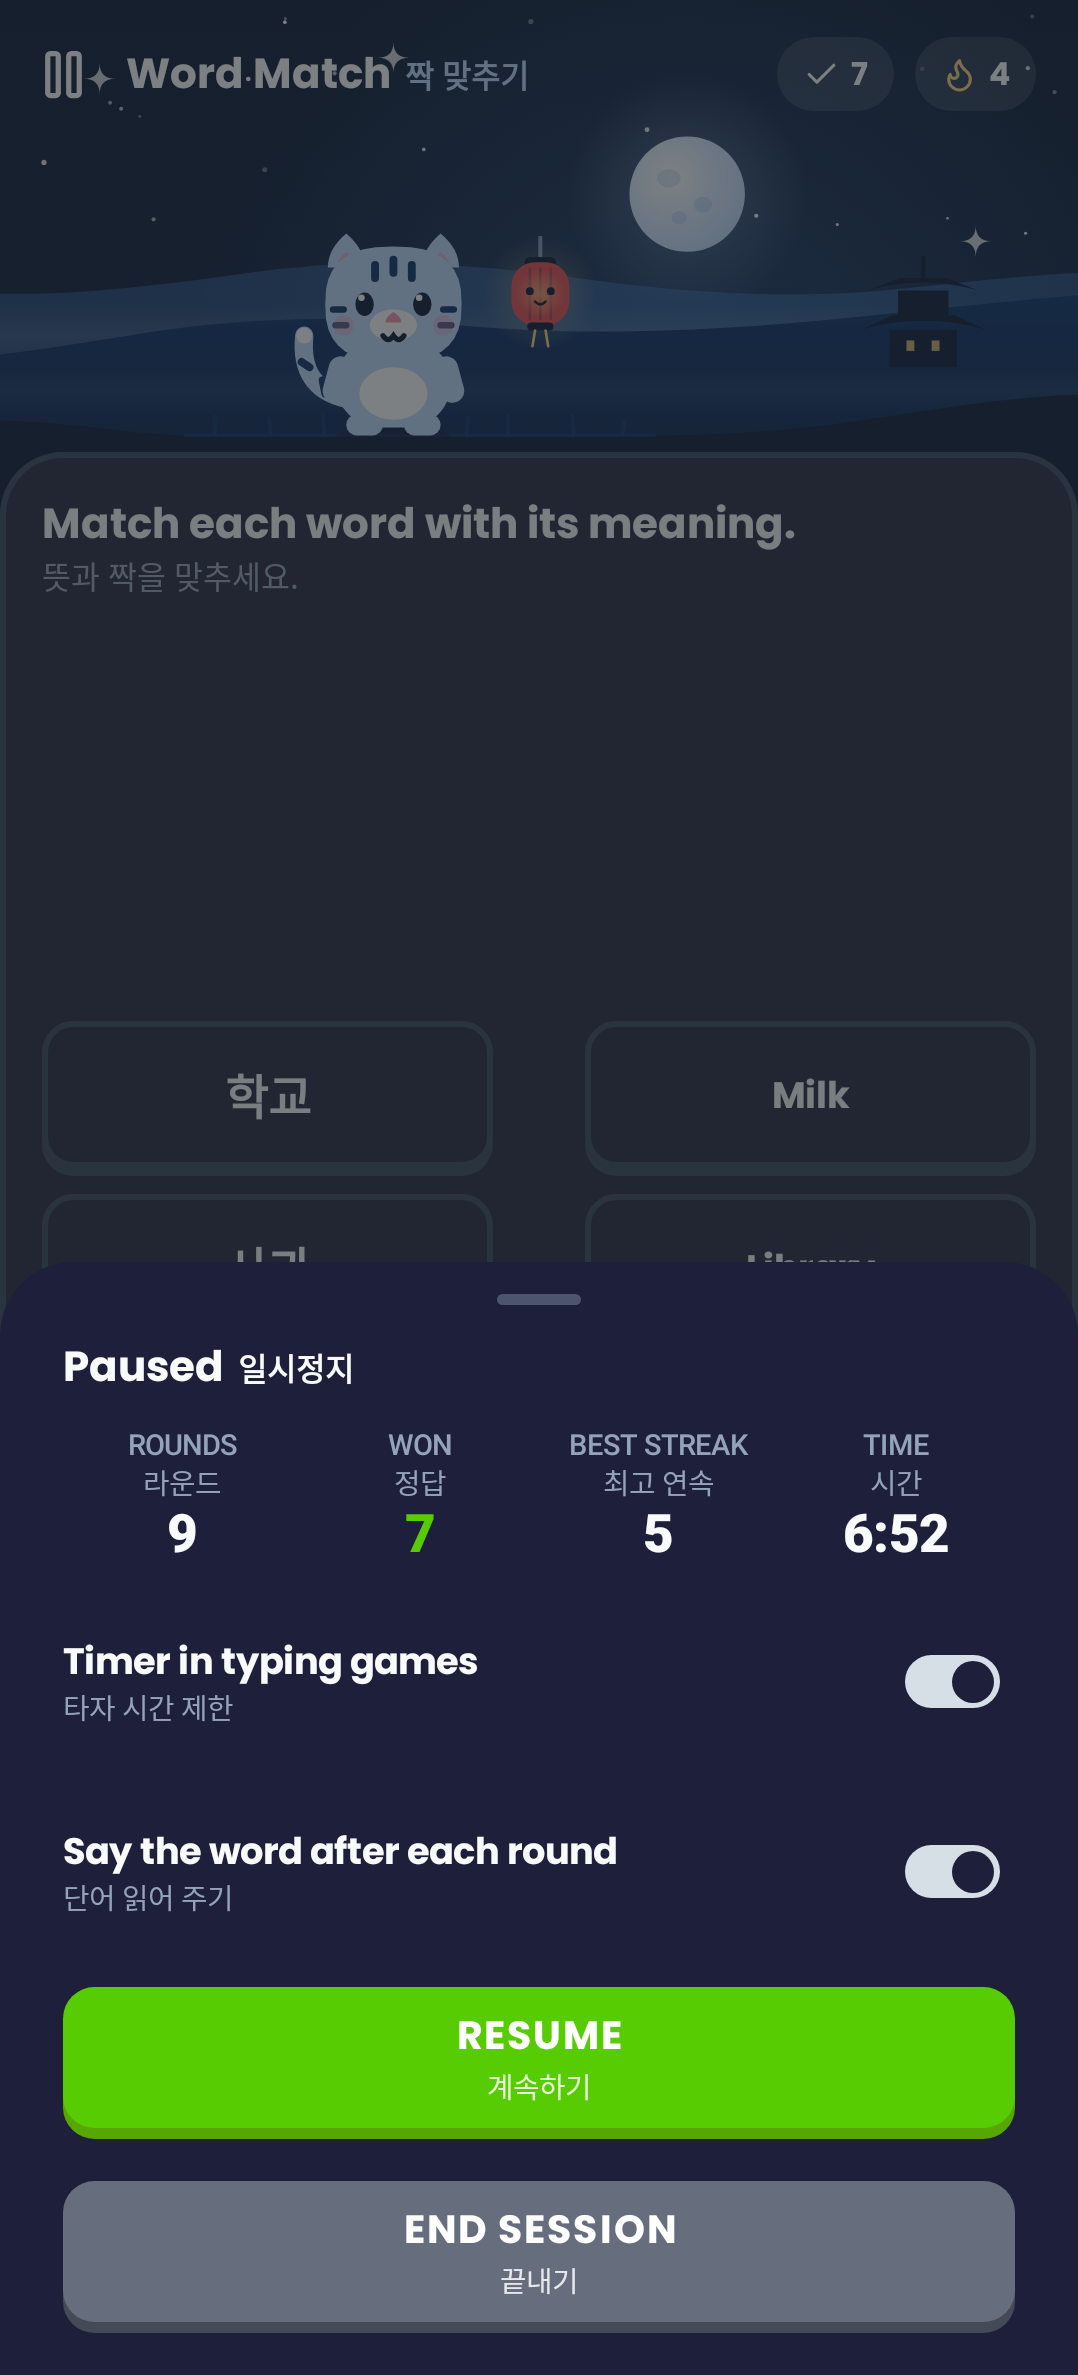 Word Match 짝 맞추기
7
4
Match each word with its meaning.
뜻과 짝을 맞추세요.
학교
Milk
Library
Paused 일시정지
ROUNDS
라운드
9
WON
정답
7
BEST STREAK
최고 연속
5
TIME
시간
6:52
Timer in typing games
타자 시간 제한
Say the word after each round
단어 읽어 주기
RESUME
계속하기
END SESSION
끝내기